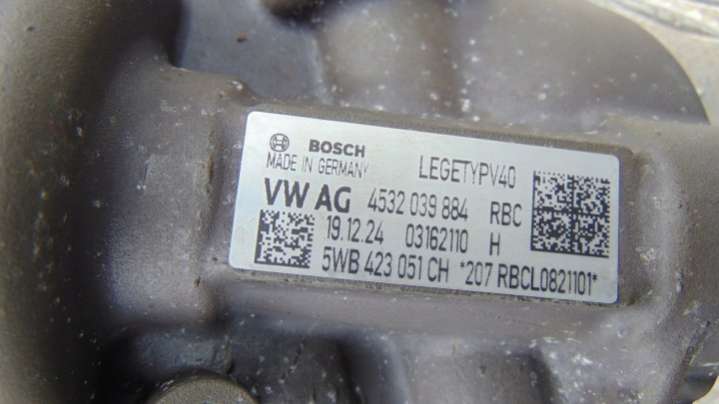 BOSCH LEGETYPV40
MADE IN GERMANY
VW AG 4532 039 884 RBC
19.12.24 03162110 H
5WB 423 051 CH *207 RBCL0821101*